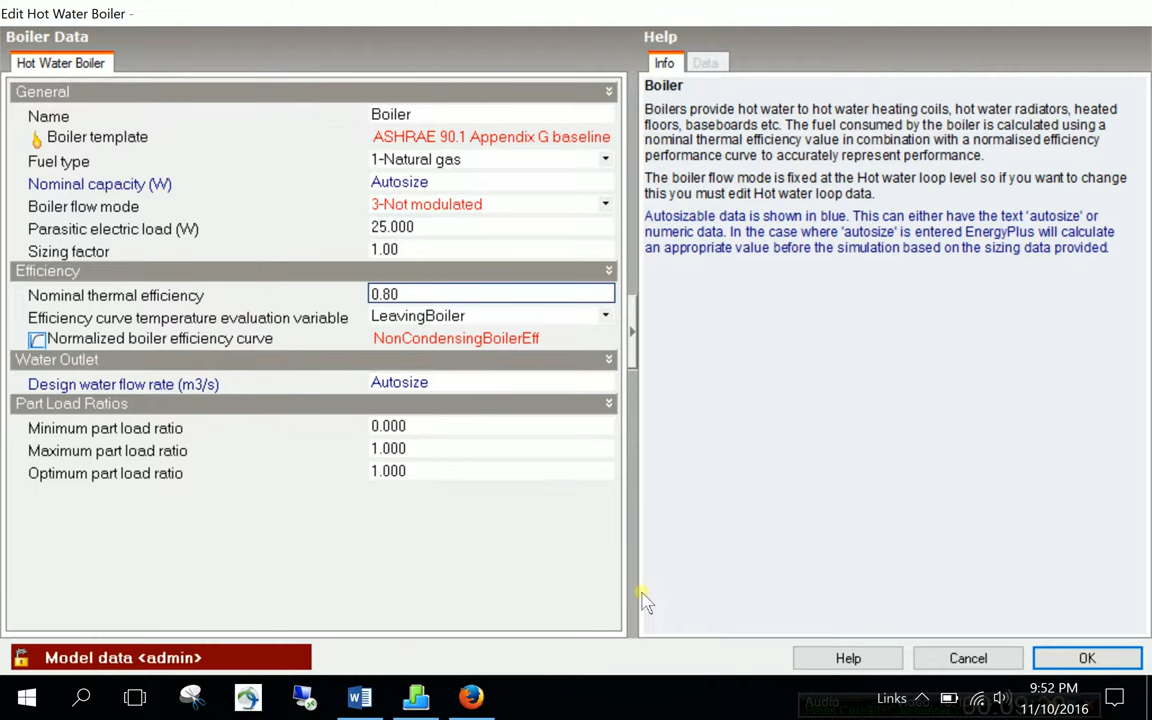 Edit Hot Water Boiler -
Boiler Data
Hot Water Boiler
General
Name Boiler
Boiler template ASHRAE 90.1 Appendix G baseline
Fuel type 1-Natural gas
Nominal capacity (W) Autosize
Boiler flow mode 3-Not modulated
Parasitic electric load (W) 25.000
Sizing factor 1.00
Efficiency
Nominal thermal efficiency 0.80
Efficiency curve temperature evaluation variable LeavingBoiler
Normalized boiler efficiency curve NonCondensingBoilerEff
Water Outlet
Design water flow rate (m3/s) Autosize
Part Load Ratios
Minimum part load ratio 0.000
Maximum part load ratio 1.000
Optimum part load ratio 1.000
Model data <admin>
Help
Info Data
Boiler
Boilers provide hot water to hot water heating coils, hot water radiators, heated
floors, baseboards etc. The fuel consumed by the boiler is calculated using a
nominal thermal efficiency value in combination with a normalised efficiency
performance curve to accurately represent performance.
The boiler flow mode is fixed at the Hot water loop level so if you want to change
this you must edit Hot water loop data.
Autosizable data is shown in blue. This can either have the text 'autosize' or
numeric data. In the case where 'autosize' is entered EnergyPlus will calculate
an appropriate value before the simulation based on the sizing data provided.
Help Cancel OK
Audio
Links
9:52 PM
11/10/2016